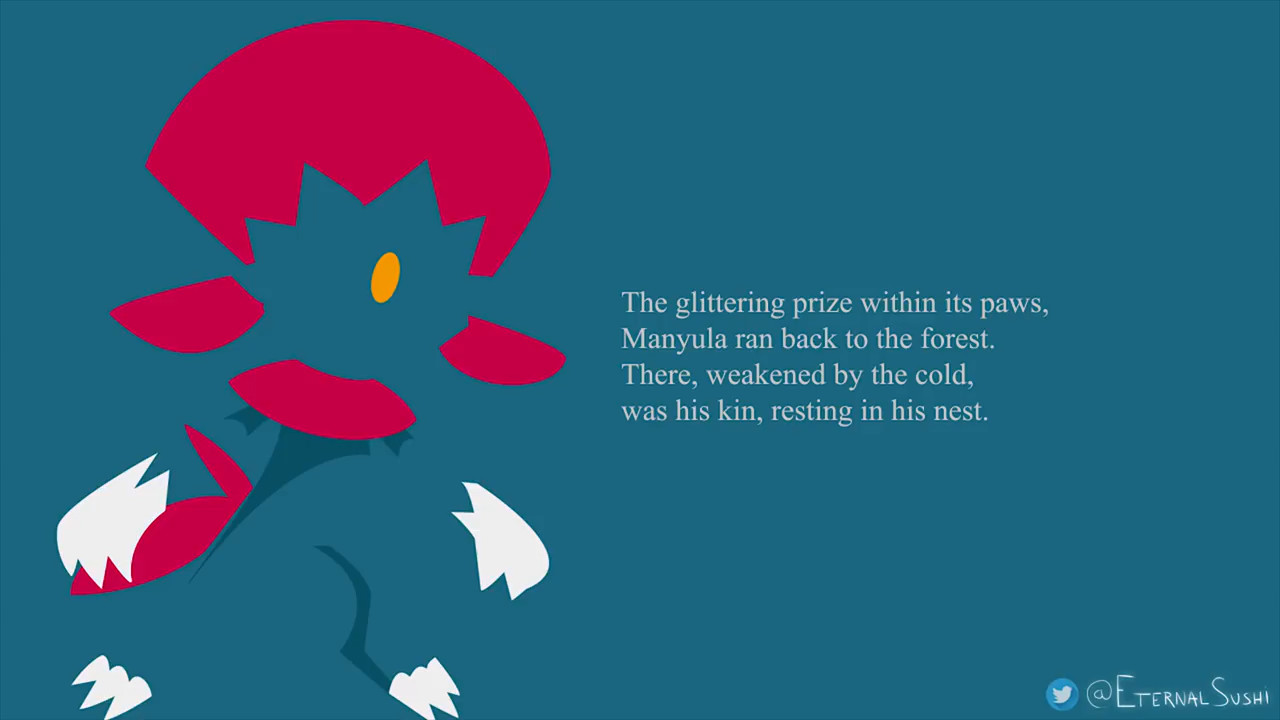 The glittering prize within its paws,
Manyula ran back to the forest.
There, weakened by the cold,
was his kin, resting in his nest.
@EternalSushi